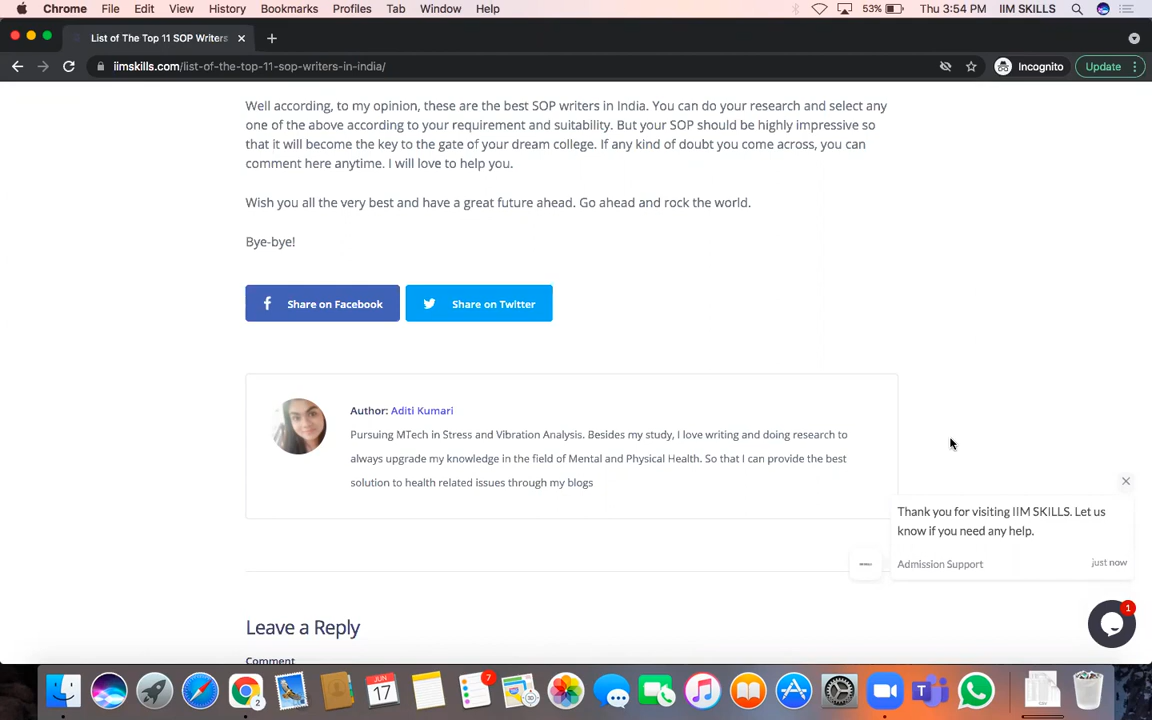 Chrome File Edit View History Bookmarks Profiles Tab Window Help 53% Thu 3:54 PM IIM SKILLS
List of The Top 11 SOP Writers
iimskills.com/list-of-the-top-11-sop-writers-in-india/ Incognito Update
Well according, to my opinion, these are the best SOP writers in India. You can do your research and select any
one of the above according to your requirement and suitability. But your SOP should be highly impressive so
that it will become the key to the gate of your dream college. If any kind of doubt you come across, you can
comment here anytime. I will love to help you.
Wish you all the very best and have a great future ahead. Go ahead and rock the world.
Bye-bye!
Share on Facebook Share on Twitter
Author: Aditi Kumari
Pursuing MTech in Stress and Vibration Analysis. Besides my study, I love writing and doing research to
always upgrade my knowledge in the field of Mental and Physical Health. So that I can provide the best
solution to health related issues through my blogs
Thank you for visiting IIM SKILLS. Let us
know if you need any help.
Admission Support just now
1
Leave a Reply
Comment
JUN
17
7
2